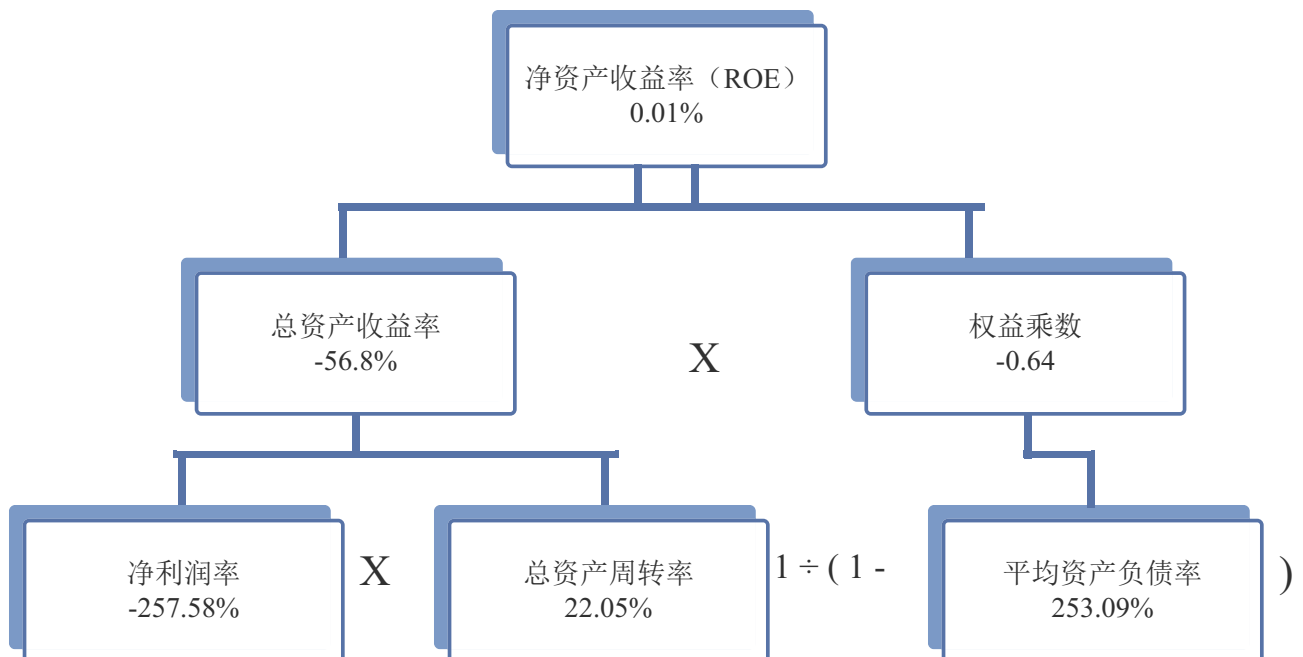 净资产收益率（ROE）
0.01%
总资产收益率
-56.8%
X
权益乘数
-0.64
净利润率
-257.58%
X
总资产周转率
22.05%
1 ÷ ( 1 -
平均资产负债率
253.09%
)